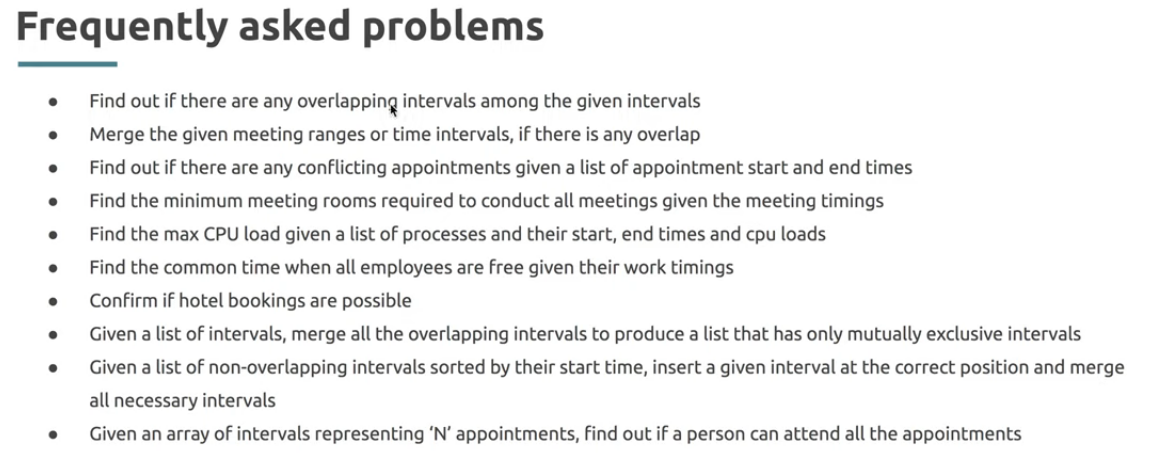 Frequently asked problems
● Find out if there are any overlapping intervals among the given intervals
● Merge the given meeting ranges or time intervals, if there is any overlap
● Find out if there are any conflicting appointments given a list of appointment start and end times
● Find the minimum meeting rooms required to conduct all meetings given the meeting timings
● Find the max CPU load given a list of processes and their start, end times and cpu loads
● Find the common time when all employees are free given their work timings
● Confirm if hotel bookings are possible
● Given a list of intervals, merge all the overlapping intervals to produce a list that has only mutually exclusive intervals
● Given a list of non-overlapping intervals sorted by their start time, insert a given interval at the correct position and merge
all necessary intervals
● Given an array of intervals representing ‘N’ appointments, find out if a person can attend all the appointments